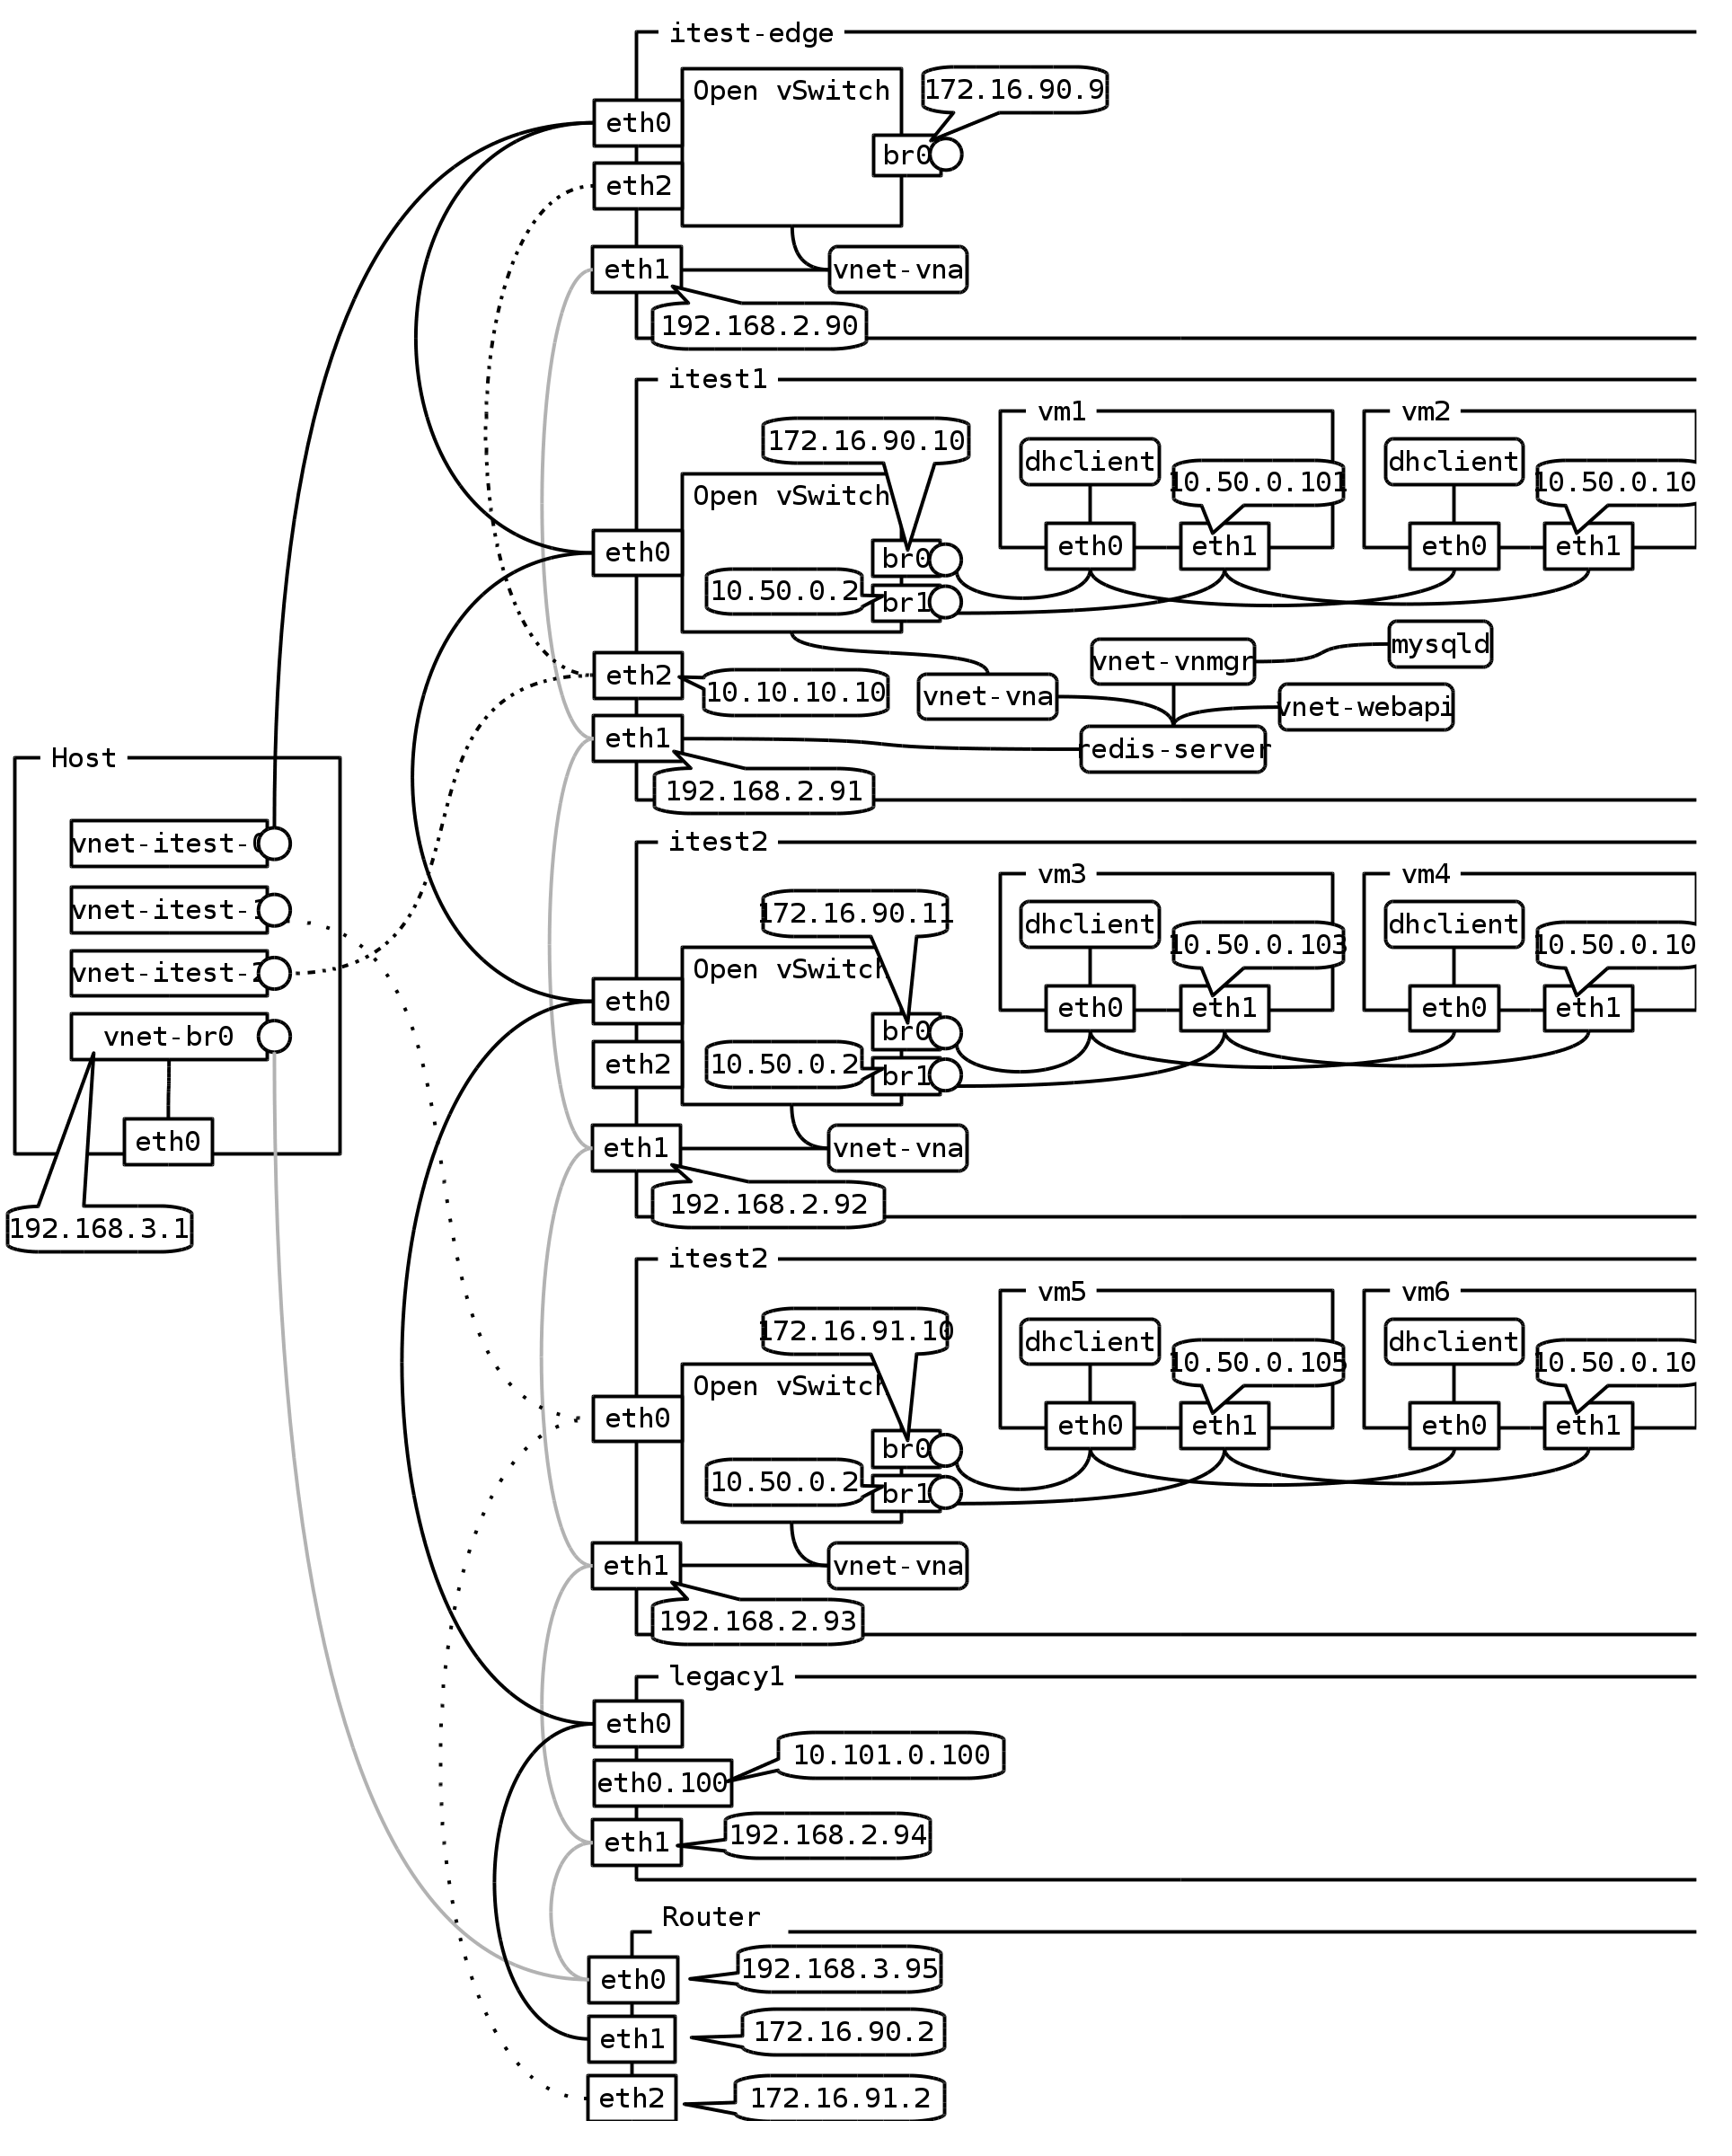 itest-edge
Open vSwitch
172.16.90.9
eth0
br0
eth2
eth1
vnet-vna
192.168.2.90
itest1
vm1
vm2
172.16.90.10
dhclient
10.50.0.101
dhclient
10.50.0.10
Open vSwitch
eth0
br0
eth0
eth1
eth0
eth1
10.50.0.2
br1
mysqld
vnet-vnmgr
eth2
10.10.10.10
vnet-vna
vnet-webapi
eth1
redis-server
192.168.2.91
Host
vnet-itest-0
vnet-itest-1
vnet-itest-2
vnet-br0
eth0
192.168.3.1
itest2
vm3
vm4
172.16.90.11
dhclient
10.50.0.103
dhclient
10.50.0.10
Open vSwitch
eth0
br0
eth0
eth1
eth0
eth1
eth2
10.50.0.2
br1
eth1
vnet-vna
192.168.2.92
itest2
vm5
vm6
172.16.91.10
dhclient
10.50.0.105
dhclient
10.50.0.10
Open vSwitch
eth0
br0
eth0
eth1
eth0
eth1
10.50.0.2
br1
eth1
vnet-vna
192.168.2.93
legacy1
eth0
10.101.0.100
eth0.100
192.168.2.94
eth1
Router
192.168.3.95
eth0
172.16.90.2
eth1
172.16.91.2
eth2